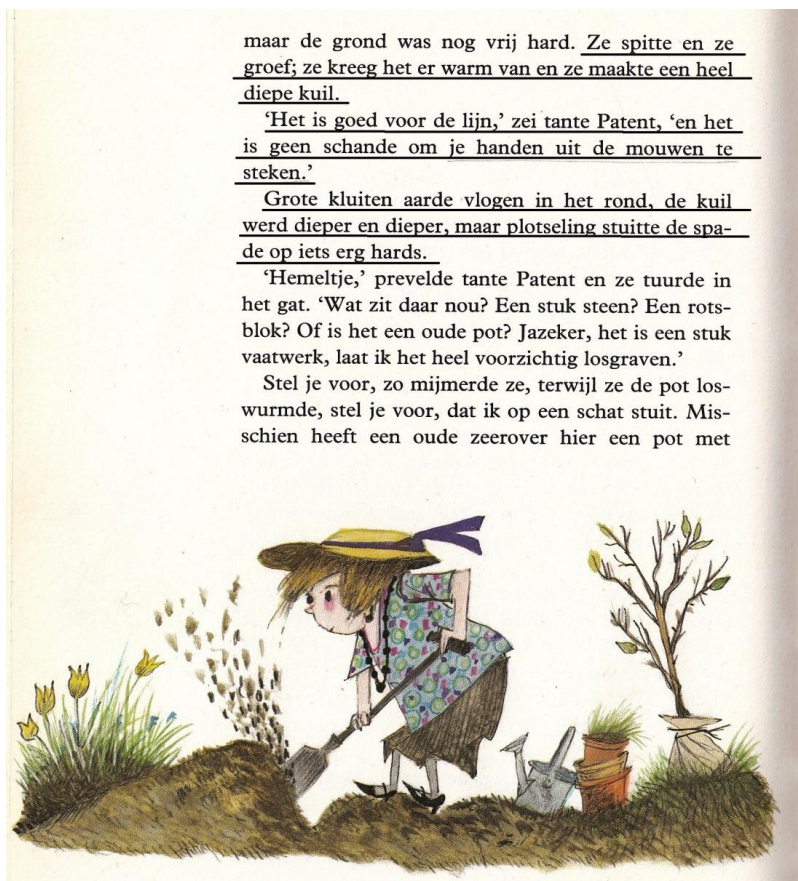 maar de grond was nog vrij hard. Ze spitte en ze
groef; ze kreeg het er warm van en ze maakte een heel
diepe kuil.
‘Het is goed voor de lijn,’ zei tante Patent, ‘en het
is geen schande om je handen uit de mouwen te
steken.’
Grote kluiten aarde vlogen in het rond, de kuil
werd dieper en dieper, maar plotseling stuitte de spa-
de op iets erg hards.
‘Hemeltje,’ prevelde tante Patent en ze tuurde in
het gat. ‘Wat zit daar nou? Een stuk steen? Een rots-
blok? Of is het een oude pot? Jazeker, het is een stuk
vaatwerk, laat ik het heel voorzichtig losgraven.’
Stel je voor, zo mijmerde ze, terwijl ze de pot los-
wurmde, stel je voor, dat ik op een schat stuit. Mis-
schien heeft een oude zeerover hier een pot met